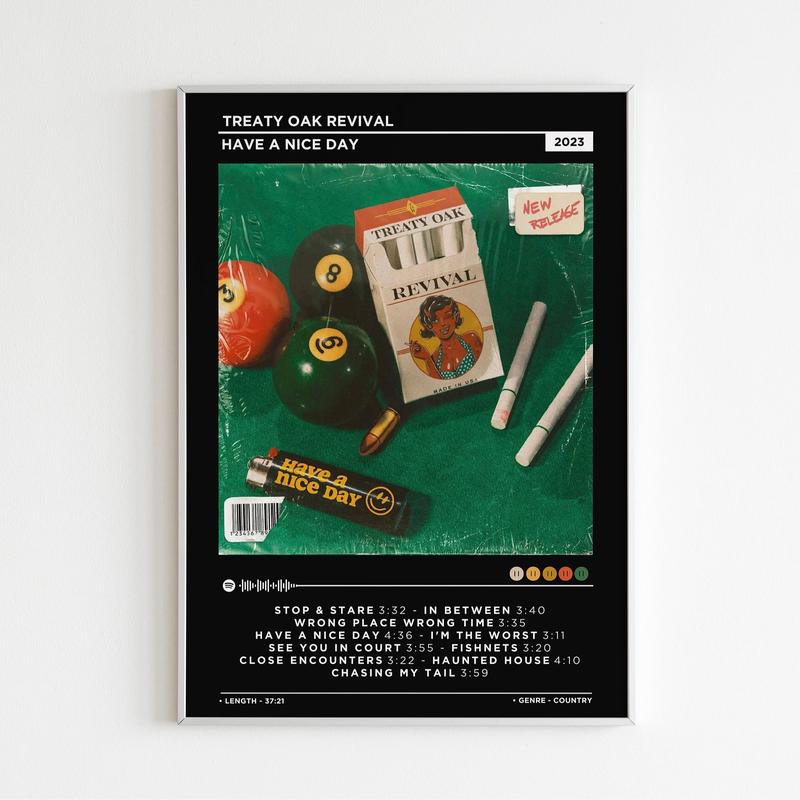 TREATY OAK REVIVAL
HAVE A NICE DAY
2023
NEW
RELEASE
TREATY OAK
REVIVAL
MADE IN USA
3
8
6
Have a
nice DAY
STOP & STARE 3:32 - IN BETWEEN 3:40
WRONG PLACE WRONG TIME 3:35
HAVE A NICE DAY 4:36 - I'M THE WORST 3:11
SEE YOU IN COURT 3:55 - FISHNETS 3:20
CLOSE ENCOUNTERS 3:22 - HAUNTED HOUSE 4:10
CHASING MY TAIL 3:59
• LENGTH - 37:21
• GENRE - COUNTRY